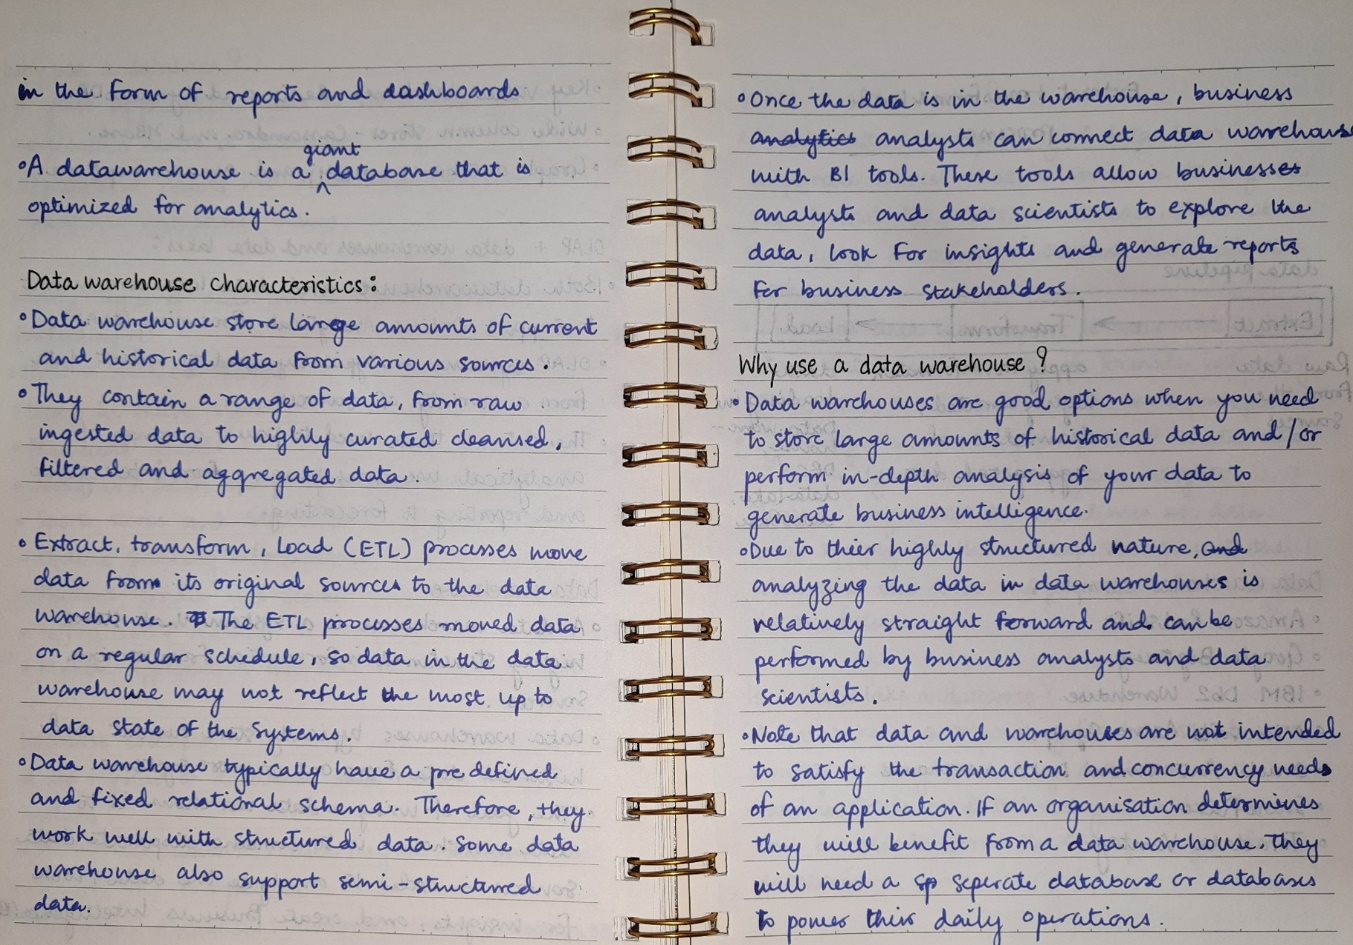 in the form of reports and dashboards
• A datawarehouse is a giant database that is
optimized for analytics.
Data warehouse characteristics:
• Data warehouse store large amounts of current
and historical data from various sources.
• They contain a range of data, from raw
ingested data to highly curated cleansed,
filtered and aggregated data.
• Extract, transform, Load (ETL) processes move
data from its original sources to the data
warehouse. The ETL processes moved data
on a regular schedule, so data in the data
warehouse may not reflect the most up to
data state of the systems.
• Data warehouse typically have a pre defined
and fixed relational schema. Therefore, they
work well with structured data. Some data
warehouse also support semi-structured
data.
• Once the data is in the warehouse, business
analytics analysts can connect data warehouse
with BI tools. These tools allow businesses
analysts and data scientists to explore the
data, look for insights and generate reports
for business stakeholders.
Why use a data warehouse?
• Data warehouses are good options when you need
to store large amounts of historical data and/or
perform in-depth analysis of your data to
generate business intelligence.
• Due to thier highly structured nature, and
analyzing the data in data warehouses is
relatively straight forward and can be
performed by business analysts and data
scientists.
• Note that data and warehouses are not intended
to satisfy the transaction and concurrency needs
of an application. If an organisation determines
they will benefit from a data warehouse, they
will need a sp seperate database or databases
to power thir daily operations.